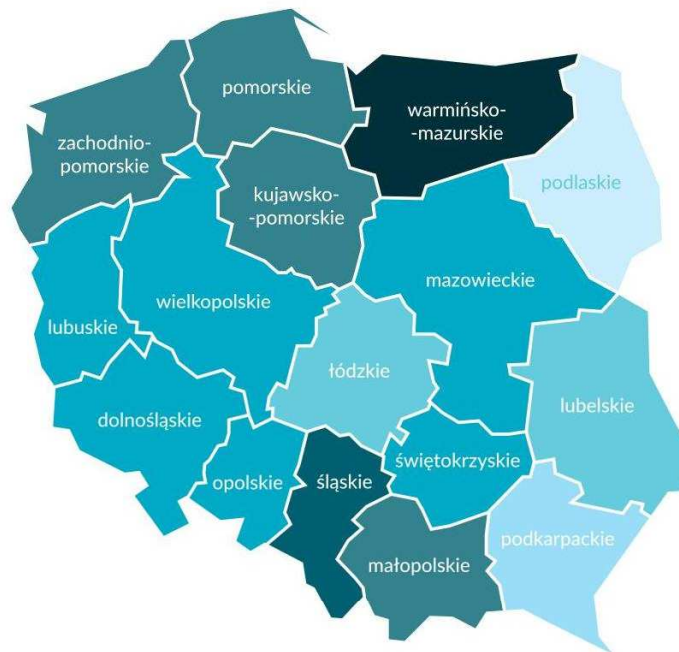 pomorskie
warmińsko-
-mazurskie
zachodnio-
pomorskie
podlaskie
kujawsko-
-pomorskie
mazowieckie
wielkopolskie
lubuskie
łódzkie
lubelskie
dolnośląskie
świętokrzyskie
opolskie
śląskie
podkarpackie
małopolskie